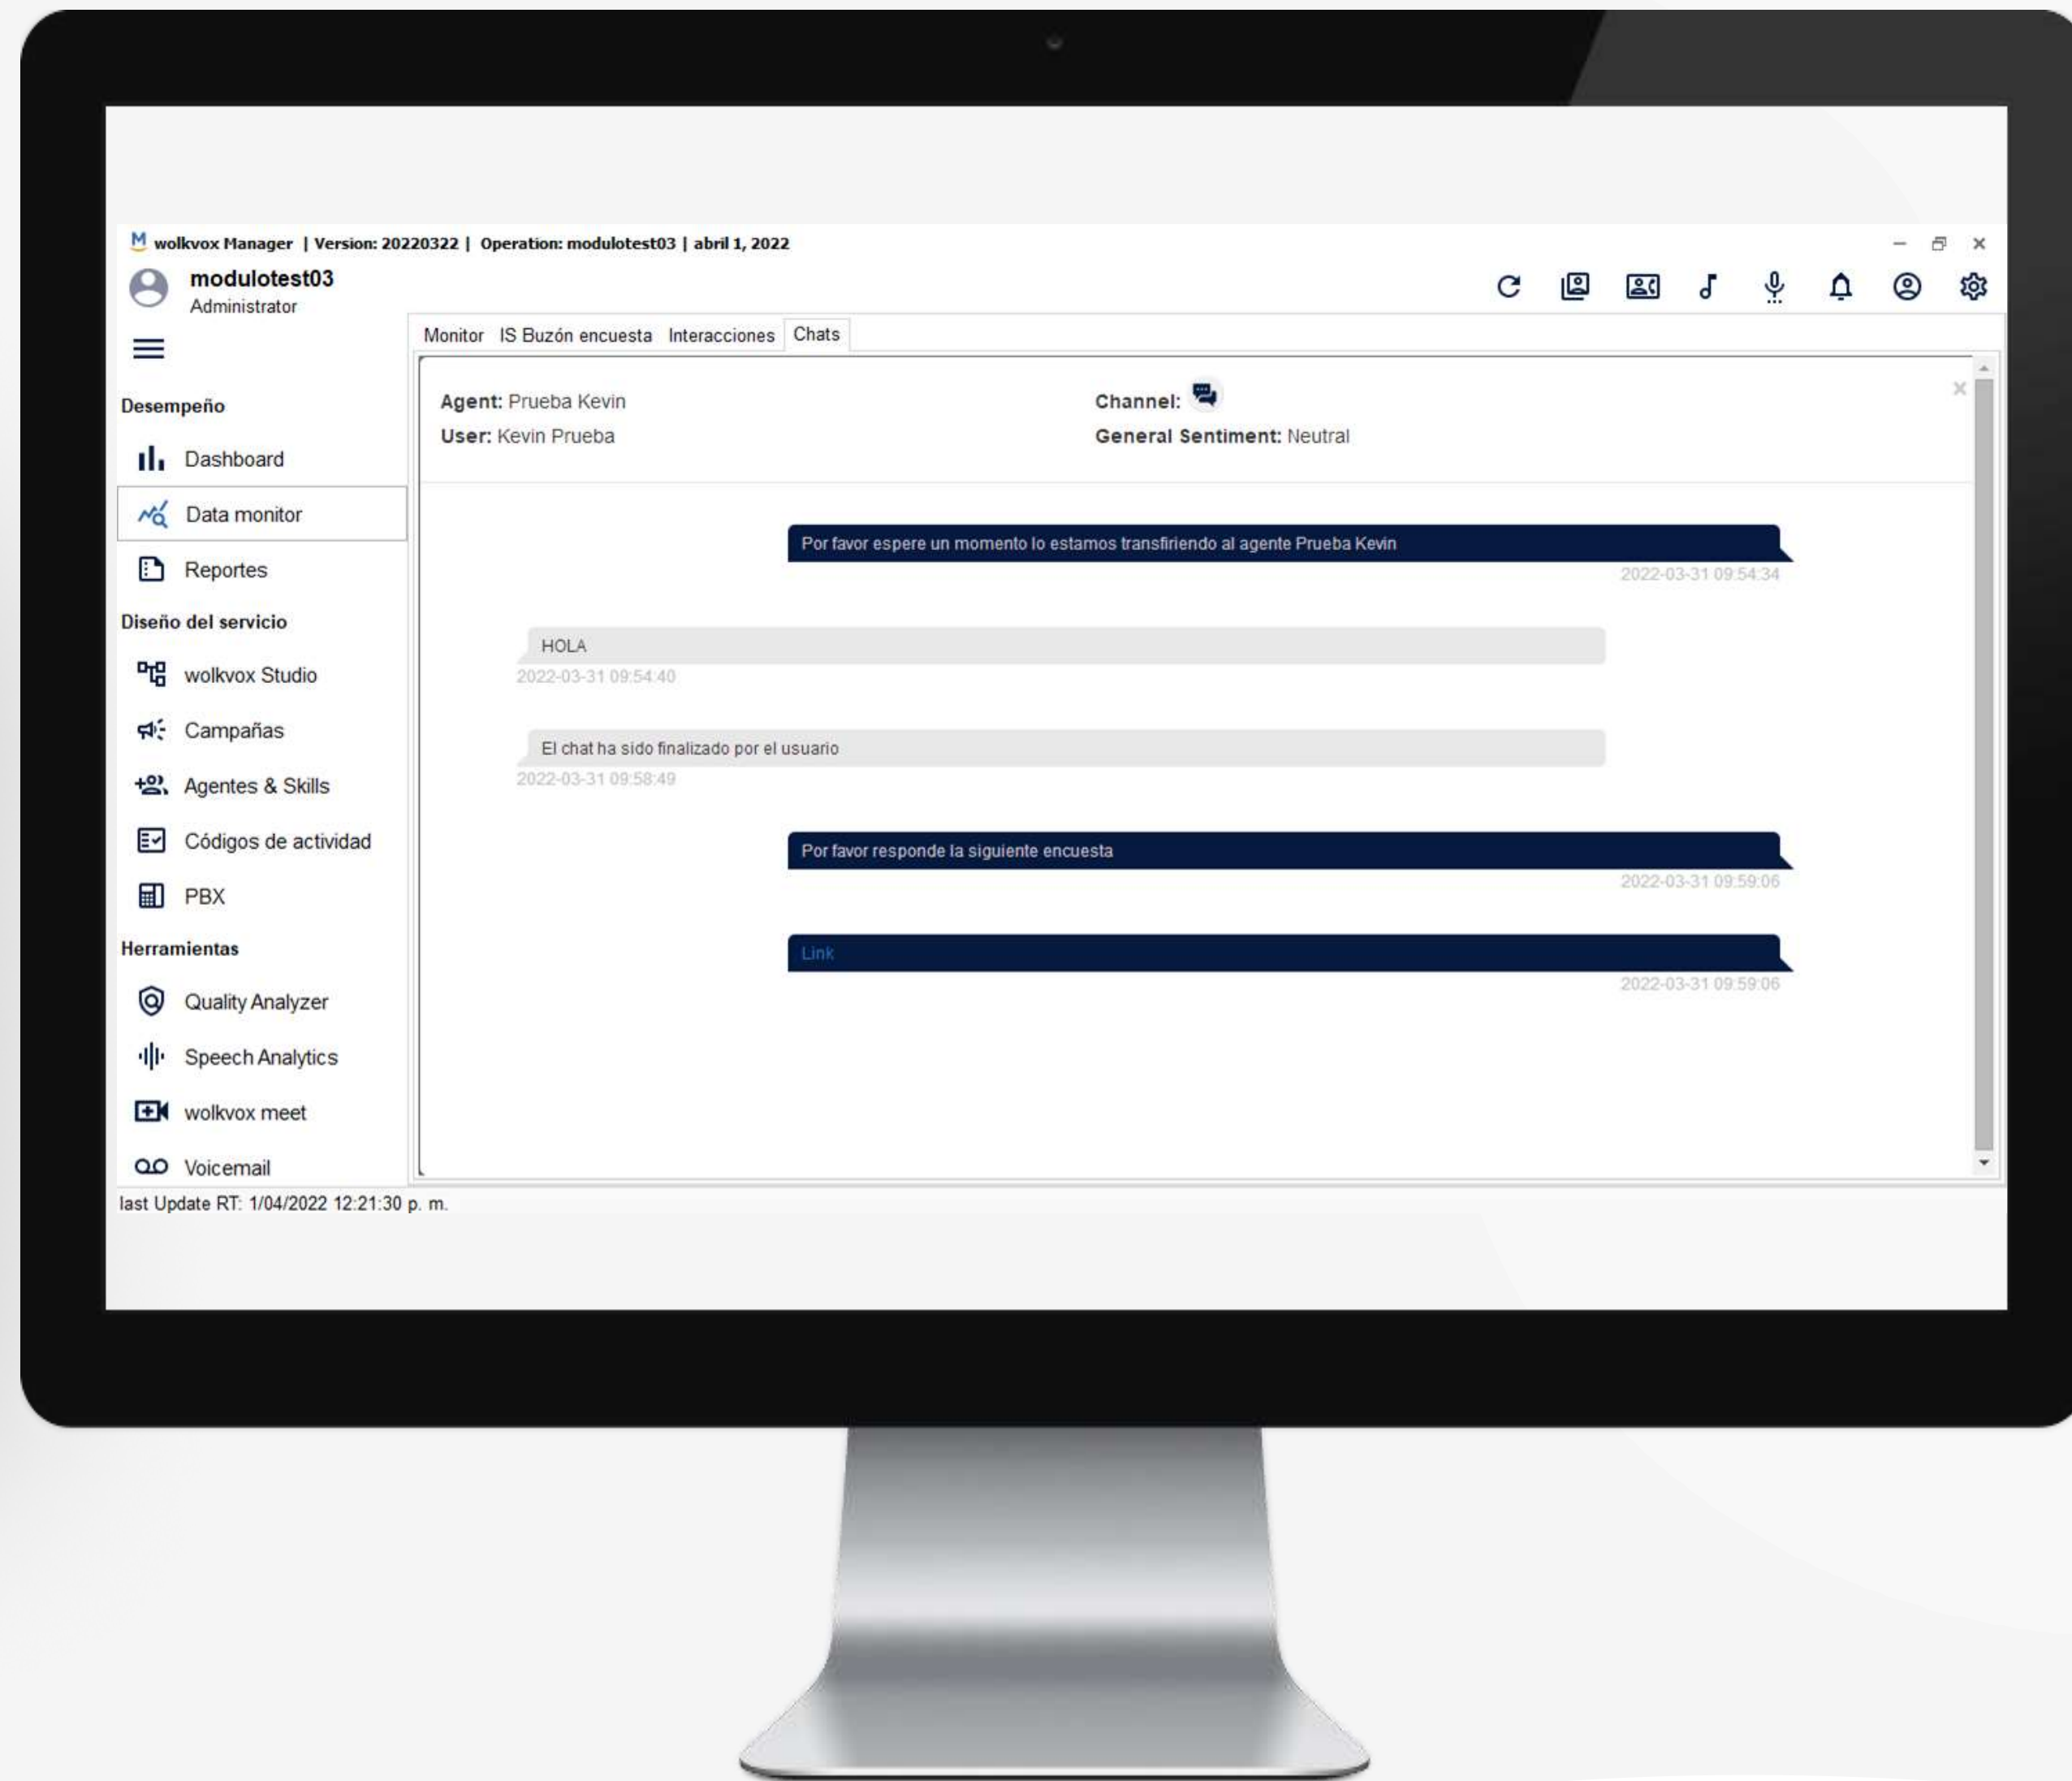 M wolkvox Manager | Version: 20220322 | Operation: modulotest03 | abril 1, 2022
modulotest03
Administrator
Monitor IS Buzón encuesta Interacciones Chats
Agent: Prueba Kevin
Channel:
User: Kevin Prueba
General Sentiment: Neutral
Desempeño
Dashboard
Data monitor
Reportes
Diseño del servicio
wolkvox Studio
Campañas
Agentes & Skills
Códigos de actividad
PBX
Herramientas
Quality Analyzer
Speech Analytics
wolkvox meet
Voicemail
Por favor espere un momento lo estamos transfiriendo al agente Prueba Kevin
2022-03-31 09:54:34
HOLA
2022-03-31 09:54:40
El chat ha sido finalizado por el usuario
2022-03-31 09:58:49
Por favor responde la siguiente encuesta
2022-03-31 09:59:06
Link
2022-03-31 09:59:06
last Update RT: 1/04/2022 12:21:30 p. m.